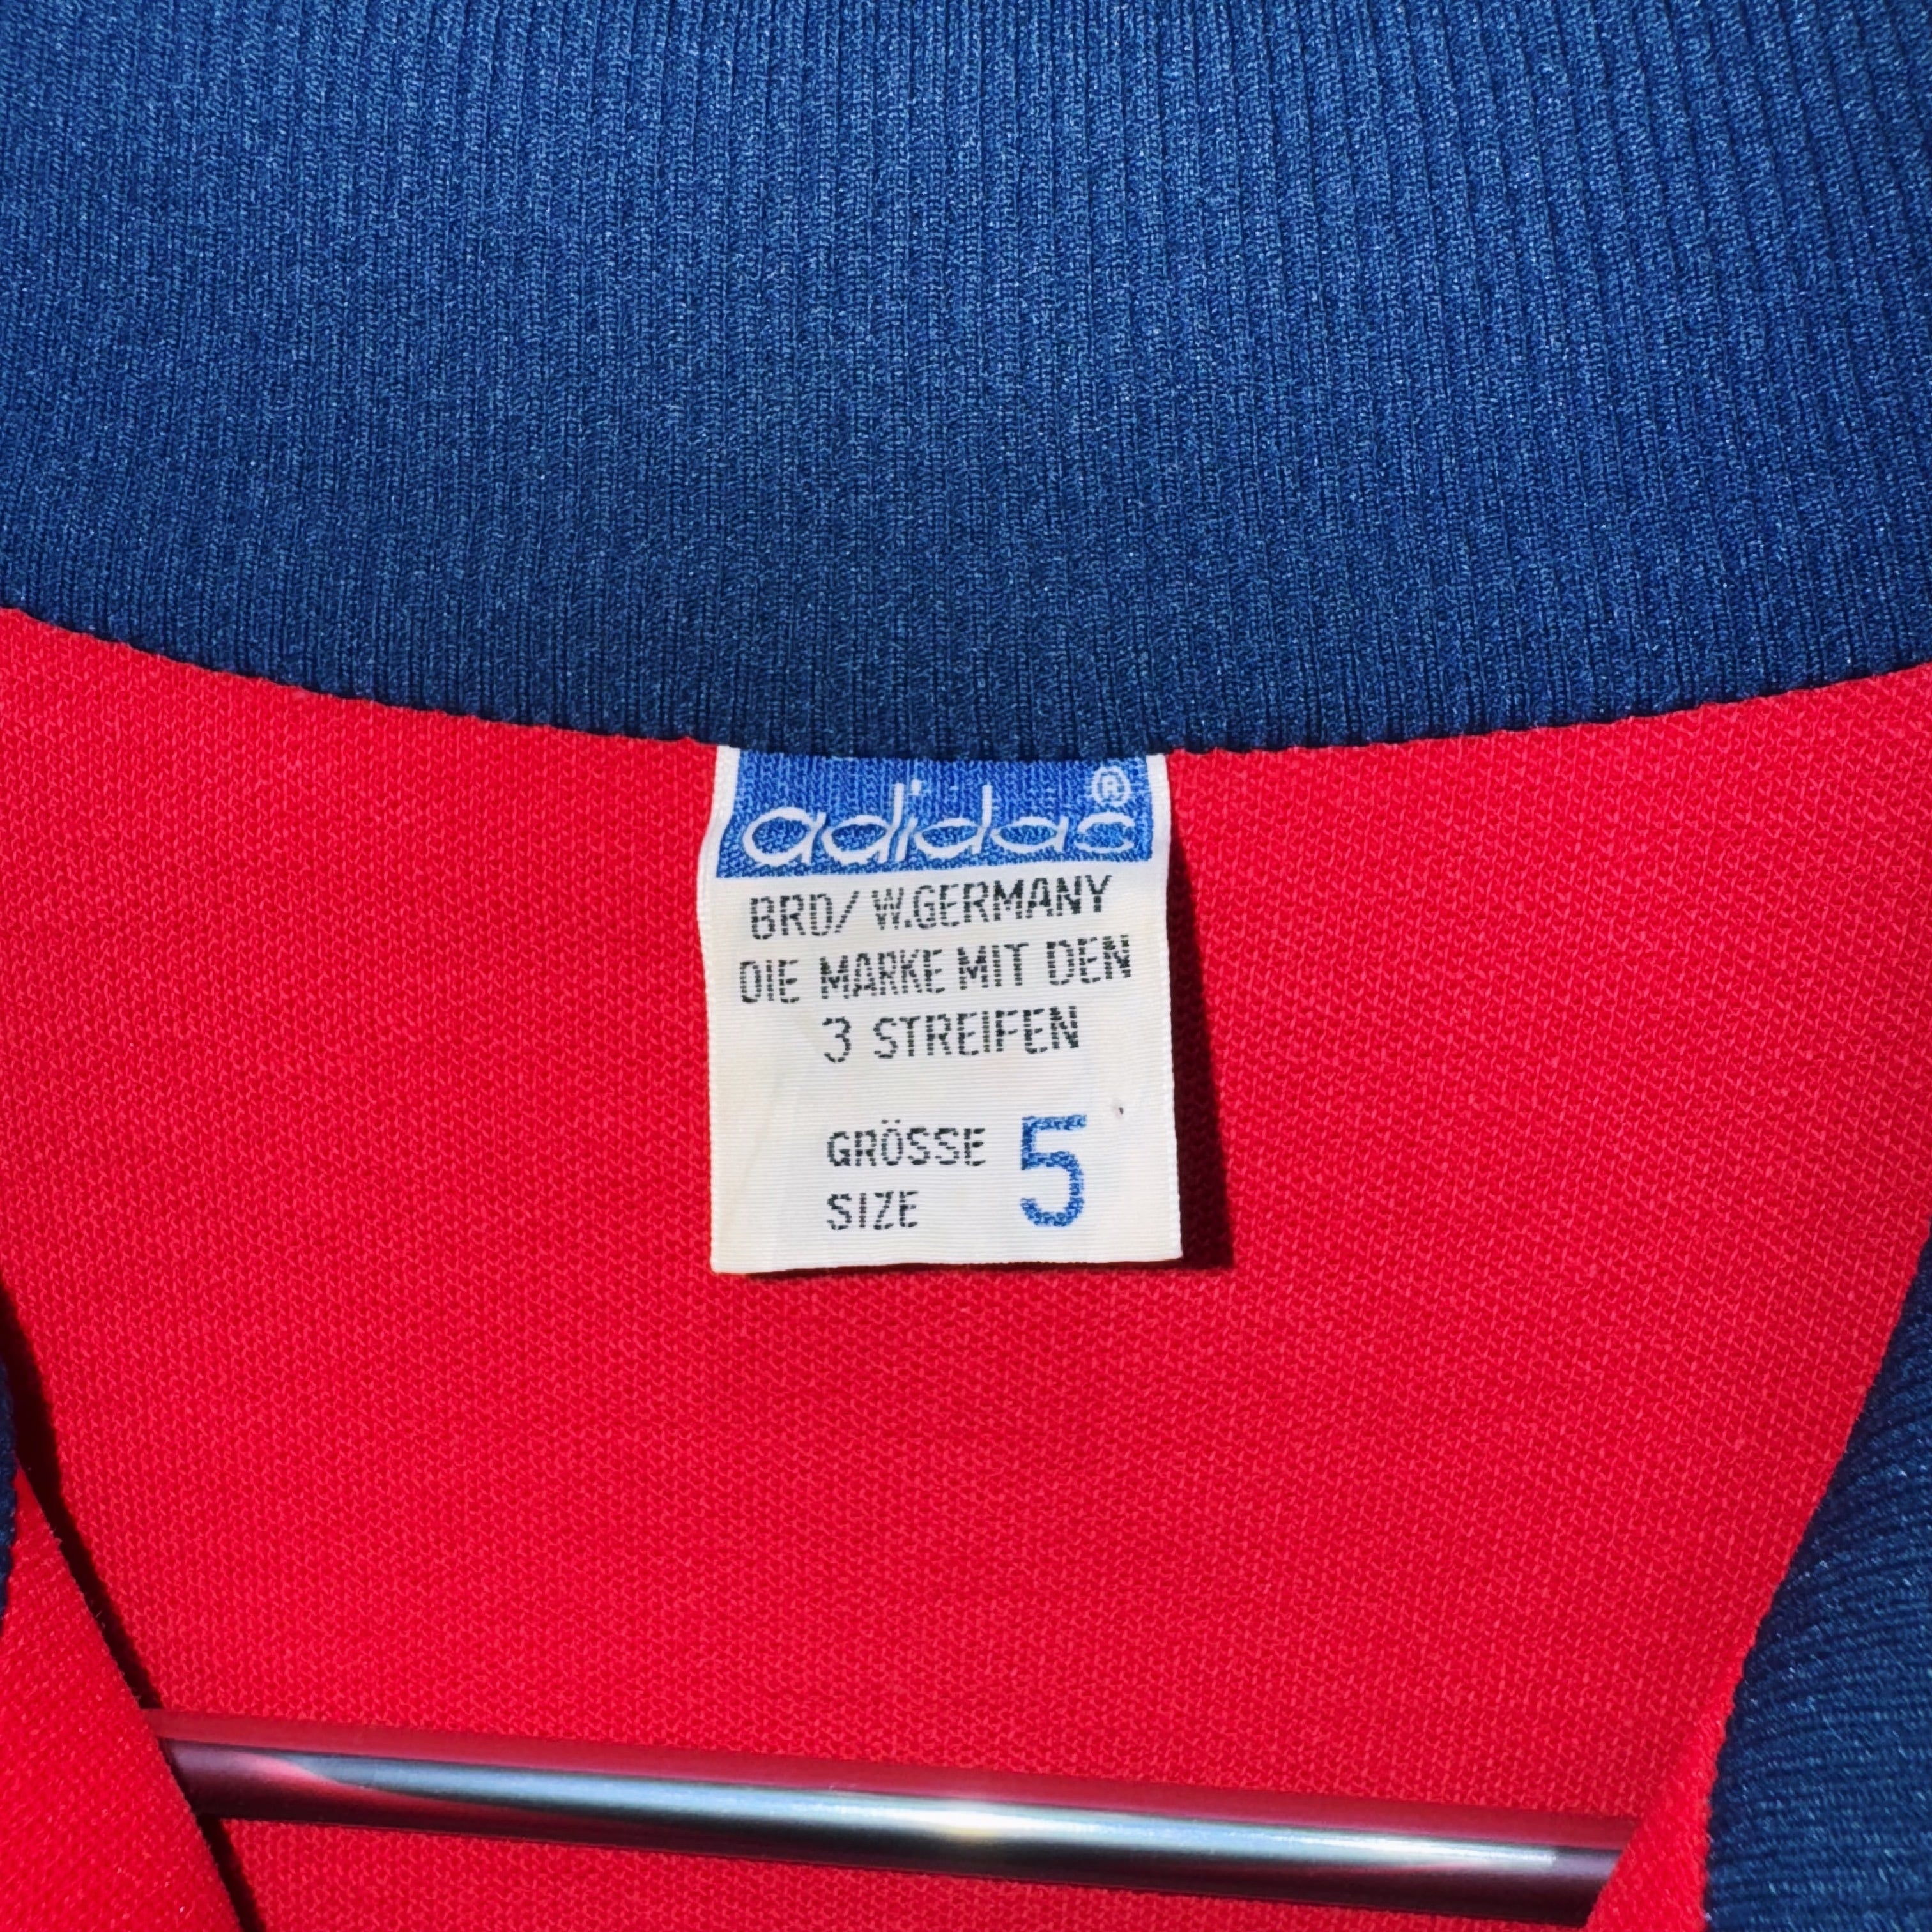 adidas®
BRD/ W.GERMANY
DIE MARKE MIT DEN
3 STREIFEN
GRÖSSE 5
SIZE